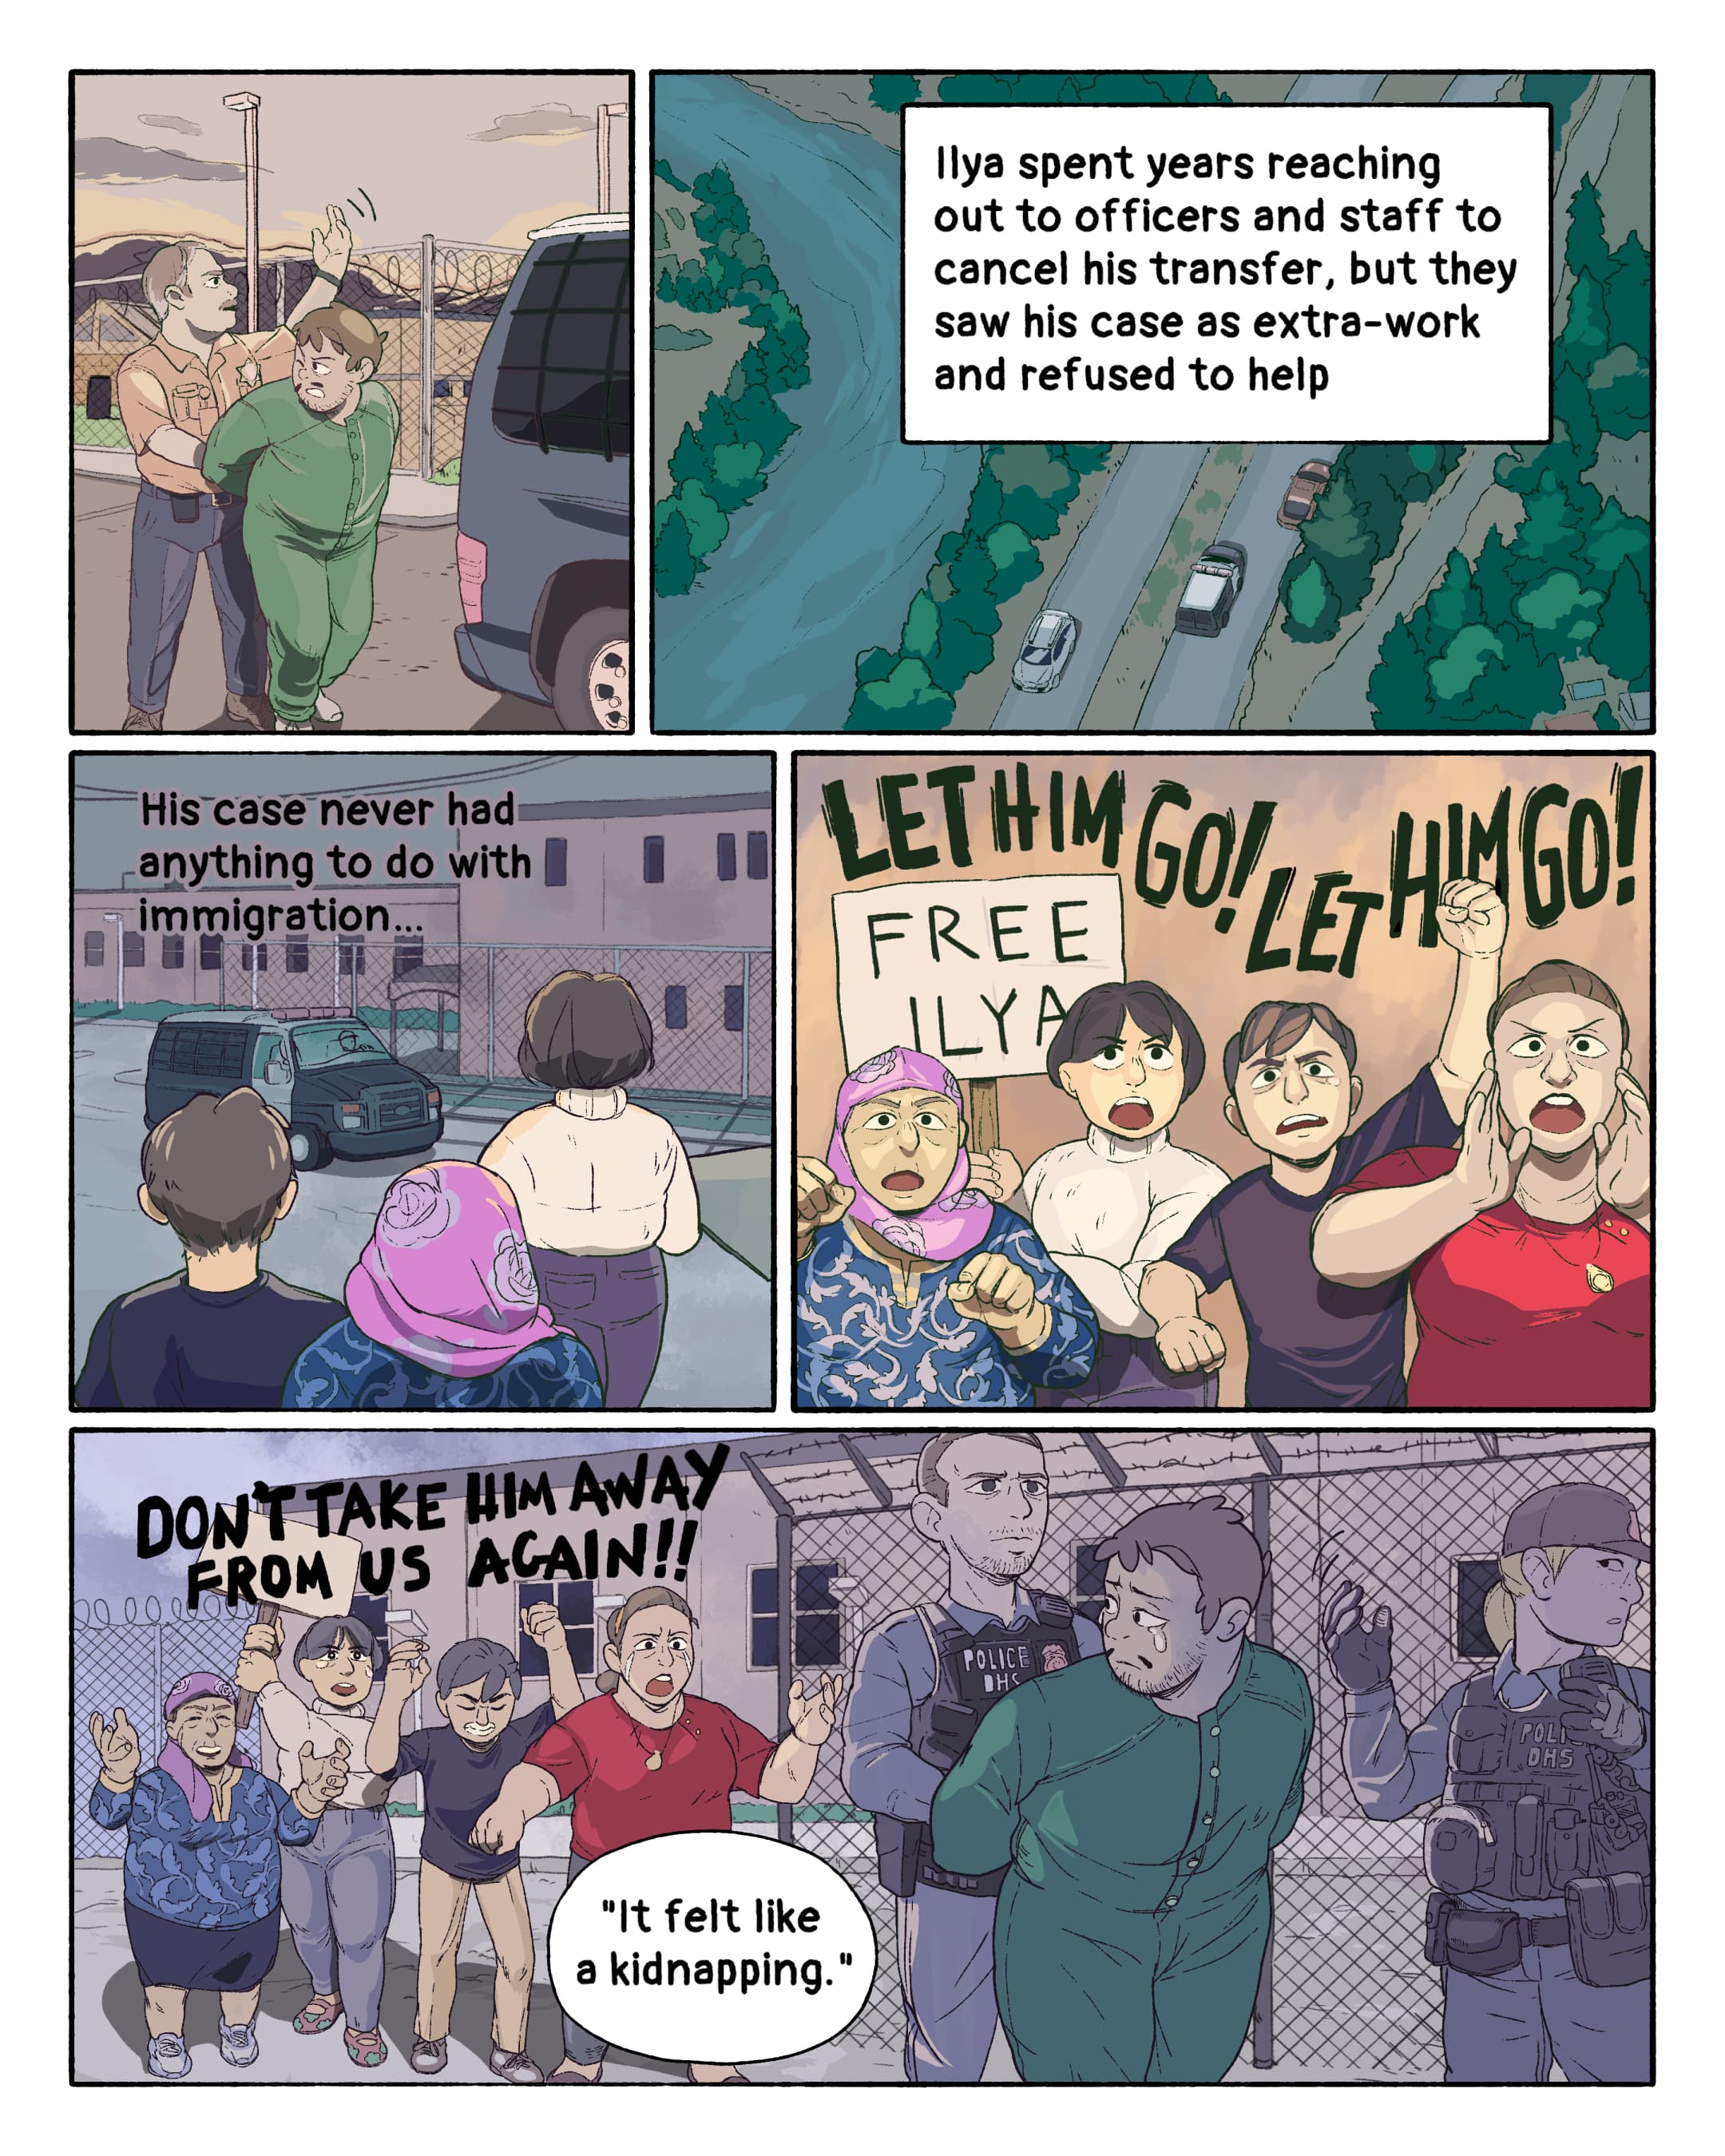 Ilya spent years reaching
out to officers and staff to
cancel his transfer, but they
saw his case as extra-work
and refused to help
His case never had
anything to do with
immigration...
LET HIM GO! LET HIM GO!
FREE
ILYA
DON'T TAKE HIM AWAY
FROM US AGAIN!!
POLICE
DHS
POLI
DHS
"It felt like
a kidnapping."